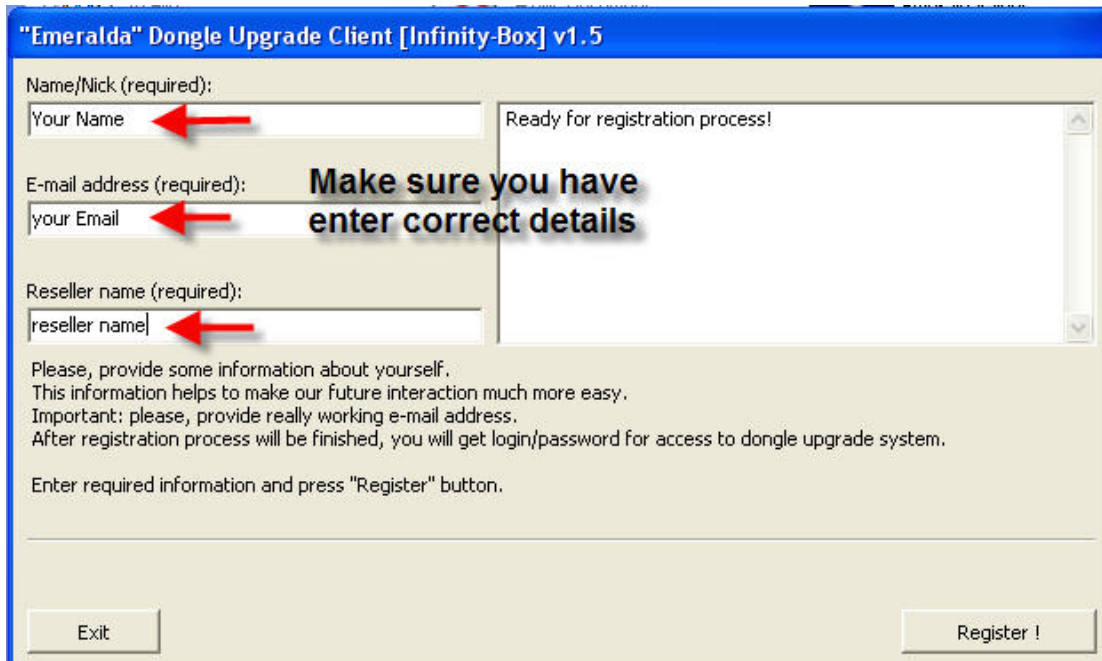 "Emeralda" Dongle Upgrade Client [Infinity-Box] v1.5
Name/Nick (required):
Your Name
Ready for registration process!
E-mail address (required):
your Email
Make sure you have
enter correct details
Reseller name (required):
reseller name
Please, provide some information about yourself.
This information helps to make our future interaction much more easy.
Important: please, provide really working e-mail address.
After registration process will be finished, you will get login/password for access to dongle upgrade system.
Enter required information and press "Register" button.
Exit
Register !